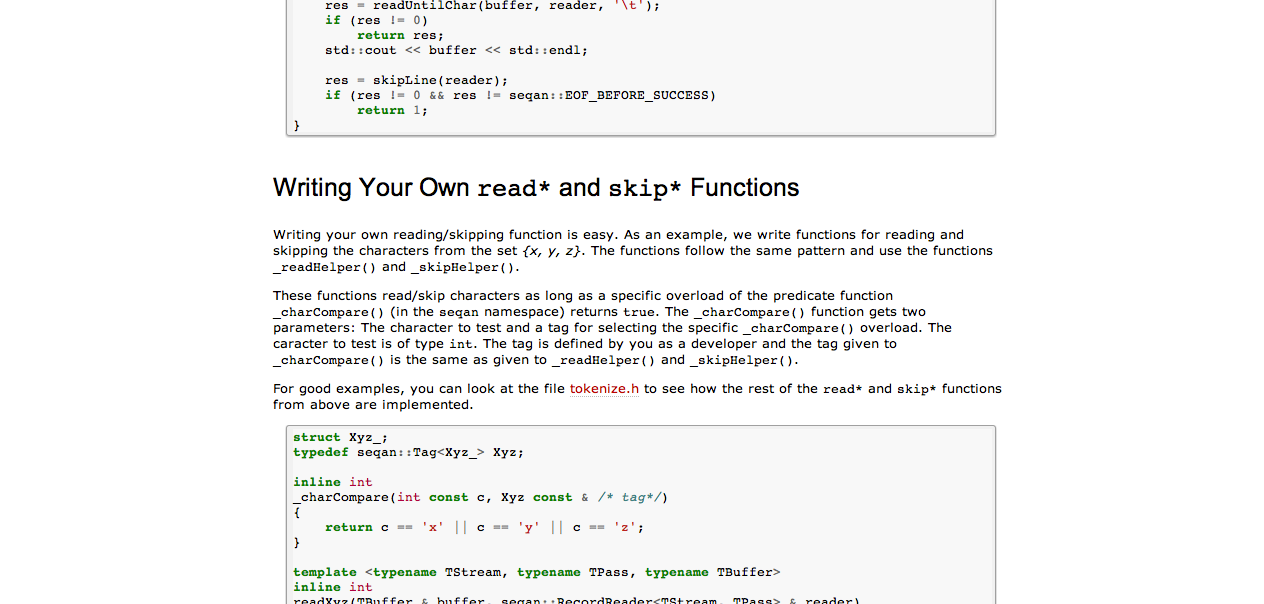 res = readUntilChar(buffer, reader, '\t');
    if (res != 0)
        return res;
    std::cout << buffer << std::endl;

    res = skipLine(reader);
    if (res != 0 && res != seqan::EOF_BEFORE_SUCCESS)
        return 1;
}
Writing Your Own read* and skip* Functions
Writing your own reading/skipping function is easy. As an example, we write functions for reading and
skipping the characters from the set {x, y, z}. The functions follow the same pattern and use the functions
_readHelper() and _skipHelper().
These functions read/skip characters as long as a specific overload of the predicate function
_charCompare() (in the seqan namespace) returns true. The _charCompare() function gets two
parameters: The character to test and a tag for selecting the specific _charCompare() overload. The
caracter to test is of type int. The tag is defined by you as a developer and the tag given to
_charCompare() is the same as given to _readHelper() and _skipHelper().
For good examples, you can look at the file tokenize.h to see how the rest of the read* and skip* functions
from above are implemented.
struct Xyz_;
typedef seqan::Tag<Xyz_> Xyz;

inline int
_charCompare(int const c, Xyz const & /* tag*/)
{
    return c == 'x' || c == 'y' || c == 'z';
}

template <typename TStream, typename TPass, typename TBuffer>
inline int
readXyz(TBuffer & buffer, seqan::RecordReader<TStream, TPass> & reader)